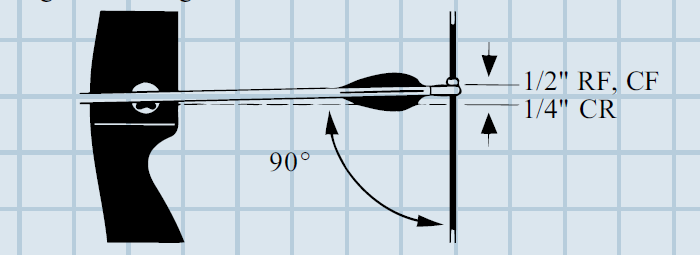 1/2" RF, CF
1/4" CR
90°